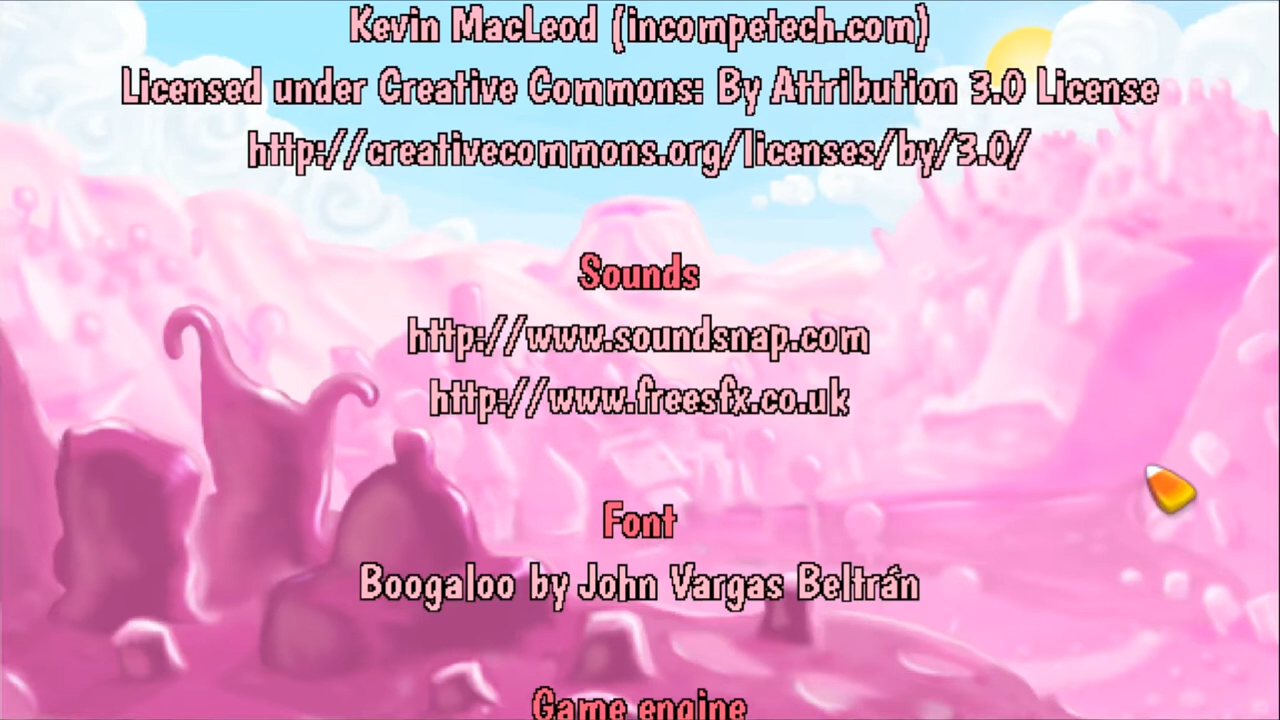 Kevin MacLeod (incompetech.com)
Licensed under Creative Commons: By Attribution 3.0 License
http://creativecommons.org/licenses/by/3.0/
Sounds
http://www.soundsnap.com
http://www.freesfx.co.uk
Font
Boogaloo by John Vargas Beltrán
Game engine